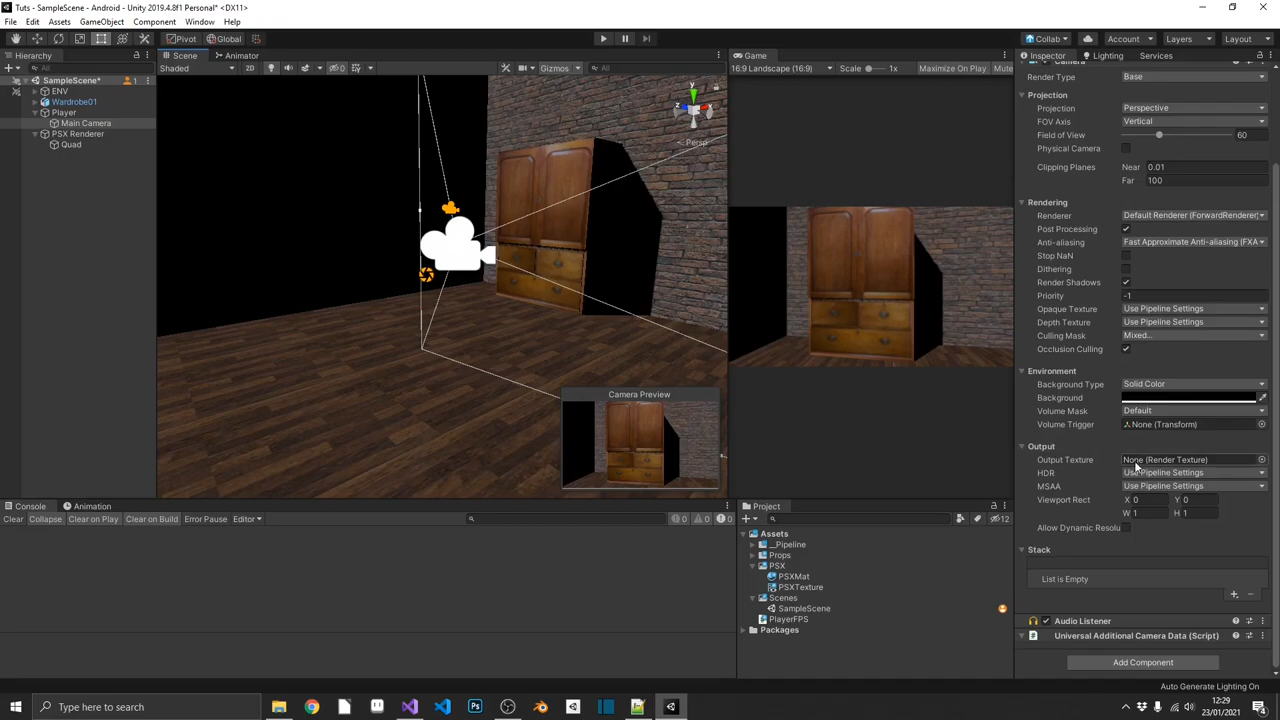 Tuts - SampleScene - Android - Unity 2019.4.8f1 Personal* <DX11>
File Edit Assets GameObject Component Window Help
Pivot Global Collab Account Layers Layout
Hierarchy Scene Animator Game Inspector Lighting Services
All Shaded 2D 0 Gizmos All 16:9 Landscape (16:9) Scale 1x Maximize On Play Mute
SampleScene* 1
ENV
Wardrobe01
Player
Main Camera
PSX Renderer
Quad
y
x
z
Persp
Camera Preview
Camera
Render Type Base
Projection
Projection Perspective
FOV Axis Vertical
Field of View 60
Physical Camera
Clipping Planes Near 0.01
Far 100
Rendering
Renderer Default Renderer (ForwardRenderer)
Post Processing
Anti-aliasing Fast Approximate Anti-aliasing (FXA
Stop NaN
Dithering
Render Shadows
Priority -1
Opaque Texture Use Pipeline Settings
Depth Texture Use Pipeline Settings
Culling Mask Mixed...
Occlusion Culling
Environment
Background Type Solid Color
Background
Volume Mask Default
Volume Trigger None (Transform)
Output
Output Texture None (Render Texture)
HDR Use Pipeline Settings
MSAA Use Pipeline Settings
Viewport Rect X 0 Y 0
W 1 H 1
Allow Dynamic Resolu
Stack
List is Empty
Audio Listener
Universal Additional Camera Data (Script)
Add Component
Console Animation
Clear Collapse Clear on Play Clear on Build Error Pause Editor 0 0 0
Project
12
Assets
__Pipeline
Props
PSX
PSXMat
PSXTexture
Scenes
SampleScene
PlayerFPS
Packages
Auto Generate Lighting On
Type here to search
12:29
23/01/2021